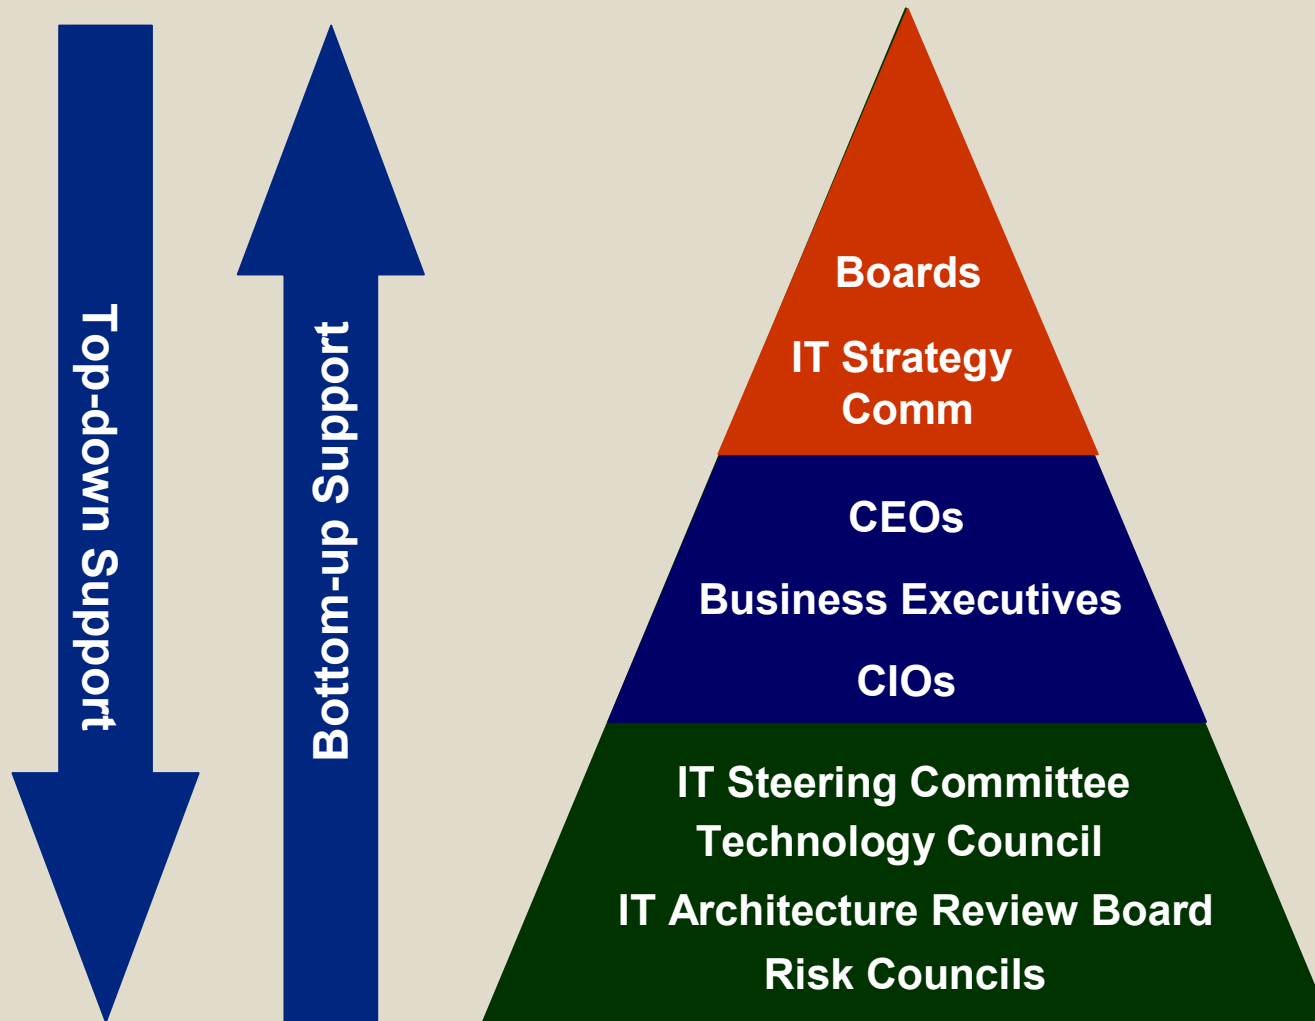 Top-down Support
Bottom-up Support
Boards
IT Strategy
Comm
CEOs
Business Executives
CIOs
IT Steering Committee
Technology Council
IT Architecture Review Board
Risk Councils